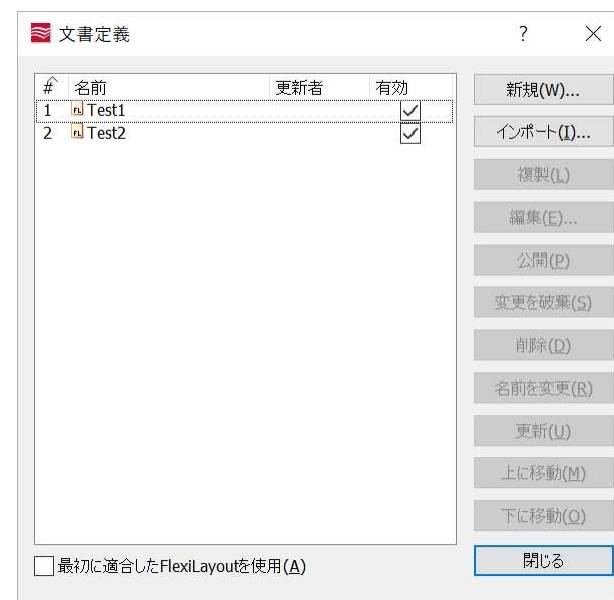 文書定義
# 名前 更新者 有効
1 FL Test1
2 FL Test2
新規(W)...
インポート(I)...
複製(L)
編集(E)...
公開(P)
変更を破棄(S)
削除(D)
名前を変更(R)
更新(U)
上に移動(M)
下に移動(O)
閉じる
最初に適合したFlexiLayoutを使用(A)